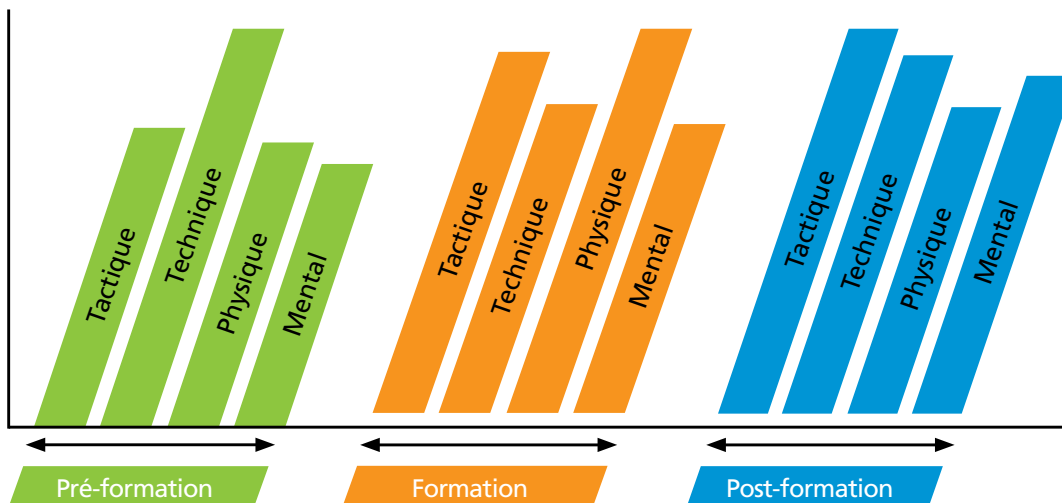 Tactique
Technique
Physique
Mental
Tactique
Technique
Physique
Mental
Tactique
Technique
Physique
Mental
Pré-formation
Formation
Post-formation